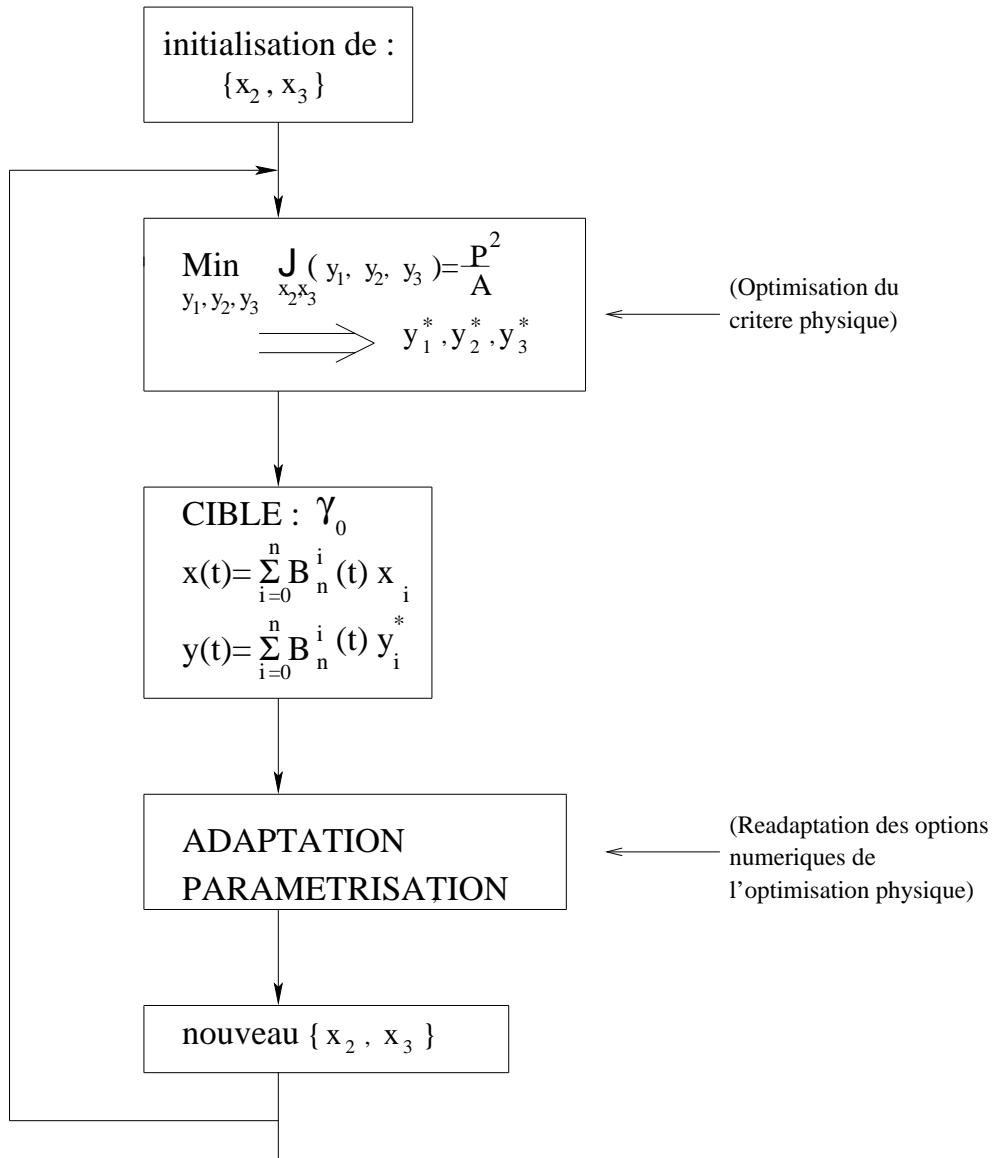 initialisation de :
{x₂ , x₃ }
Min J ( y₁, y₂, y₃ )= P² / A
y₁, y₂, y₃ x₂,x₃
⟹ y₁* , y₂* , y₃*
(Optimisation du
critere physique)
CIBLE : γ₀
x(t)= Σ_{i=0}^{n} B_n^i (t) x_i
y(t)= Σ_{i=0}^{n} B_n^i (t) y_i^*
ADAPTATION
PARAMETRISATION
(Readaptation des options
numeriques de
l'optimisation physique)
nouveau { x₂ , x₃ }